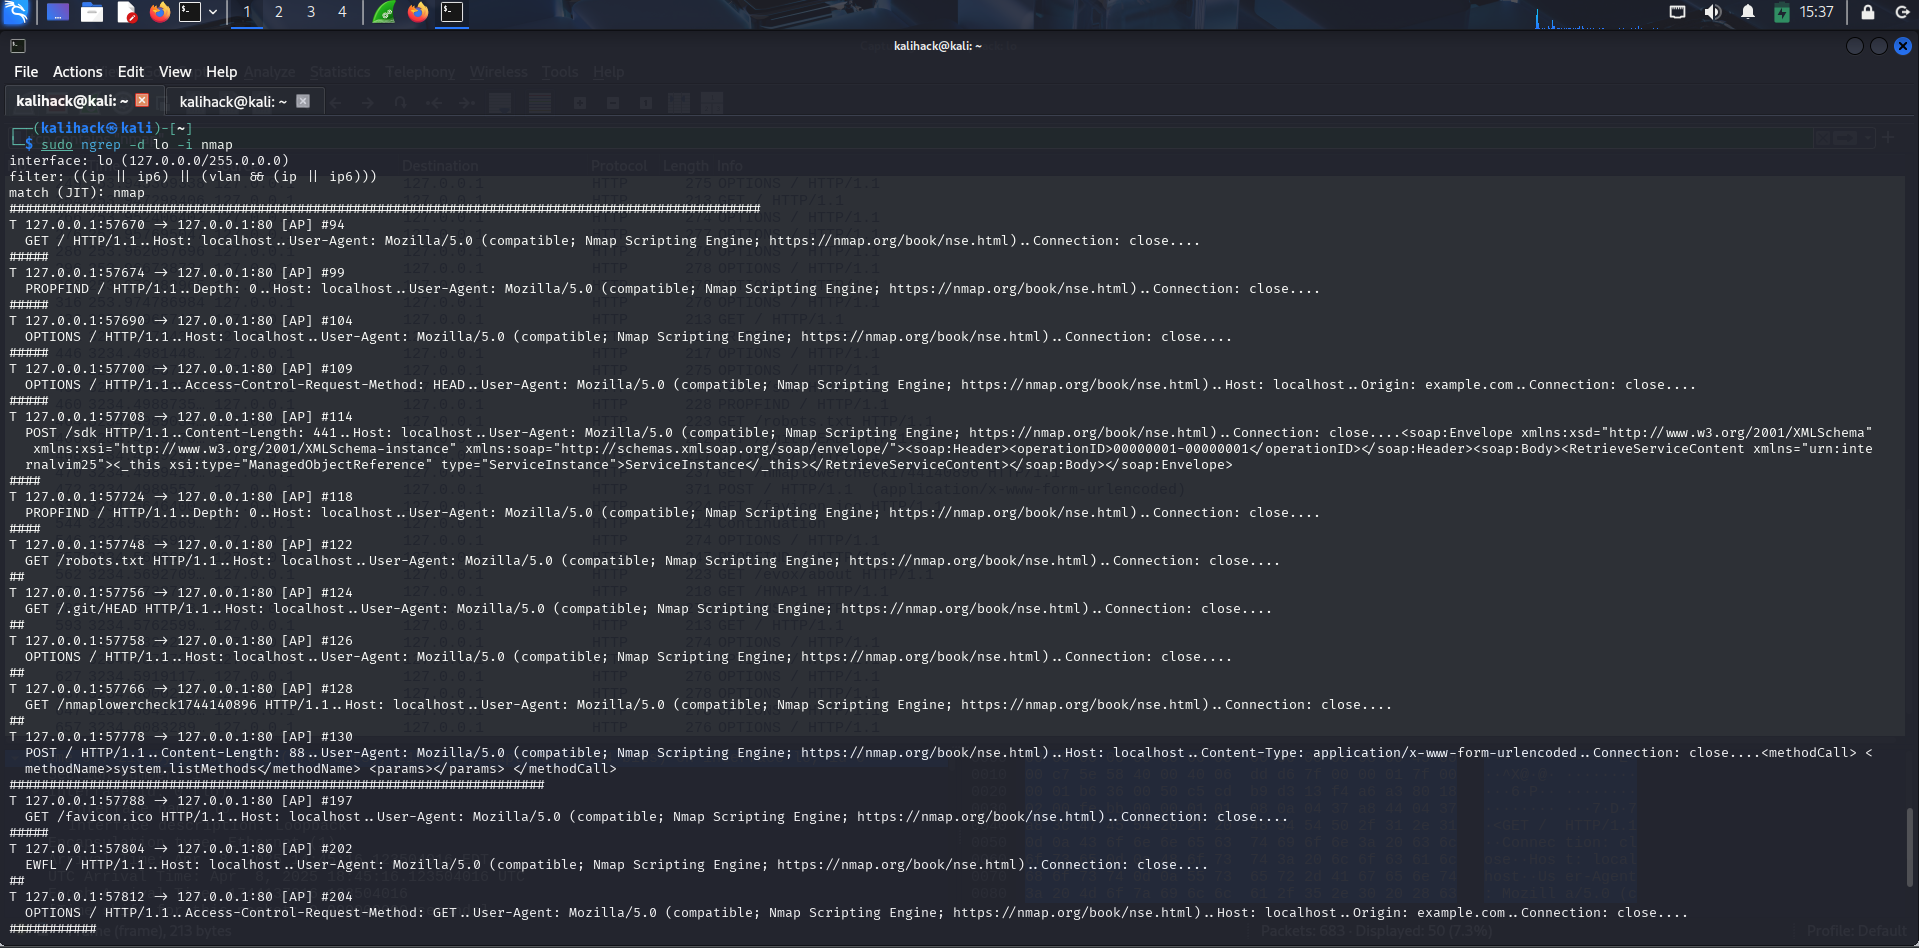 1 2 3 4 15:37
kalihack@kali: ~
File Actions Edit View Help
kalihack@kali: ~ kalihack@kali: ~
┌──(kalihack㉿kali)-[~]
└─$ sudo ngrep -d lo -i nmap
interface: lo (127.0.0.0/255.0.0.0)
filter: ((ip || ip6) || (vlan && (ip || ip6)))
match (JIT): nmap
##############################################################################################
T 127.0.0.1:57670 -> 127.0.0.1:80 [AP] #94
GET / HTTP/1.1..Host: localhost..User-Agent: Mozilla/5.0 (compatible; Nmap Scripting Engine; https://nmap.org/book/nse.html)..Connection: close....
#####
T 127.0.0.1:57674 -> 127.0.0.1:80 [AP] #99
PROPFIND / HTTP/1.1..Depth: 0..Host: localhost..User-Agent: Mozilla/5.0 (compatible; Nmap Scripting Engine; https://nmap.org/book/nse.html)..Connection: close....
#####
T 127.0.0.1:57690 -> 127.0.0.1:80 [AP] #104
OPTIONS / HTTP/1.1..Host: localhost..User-Agent: Mozilla/5.0 (compatible; Nmap Scripting Engine; https://nmap.org/book/nse.html)..Connection: close....
#####
T 127.0.0.1:57700 -> 127.0.0.1:80 [AP] #109
OPTIONS / HTTP/1.1..Access-Control-Request-Method: HEAD..User-Agent: Mozilla/5.0 (compatible; Nmap Scripting Engine; https://nmap.org/book/nse.html)..Host: localhost..Origin: example.com..Connection: close....
#####
T 127.0.0.1:57708 -> 127.0.0.1:80 [AP] #114
POST /sdk HTTP/1.1..Content-Length: 441..Host: localhost..User-Agent: Mozilla/5.0 (compatible; Nmap Scripting Engine; https://nmap.org/book/nse.html)..Connection: close....<soap:Envelope xmlns:xsd="http://www.w3.org/2001/XMLSchema"
xmlns:xsi="http://www.w3.org/2001/XMLSchema-instance" xmlns:soap="http://schemas.xmlsoap.org/soap/envelope/"><soap:Header><operationID>00000001-00000001</operationID></soap:Header><soap:Body><RetrieveServiceContent xmlns="urn:inte
rnalvim25"><_this xsi:type="ManagedObjectReference" type="ServiceInstance">ServiceInstance</_this></RetrieveServiceContent></soap:Body></soap:Envelope>
####
T 127.0.0.1:57724 -> 127.0.0.1:80 [AP] #118
PROPFIND / HTTP/1.1..Depth: 0..Host: localhost..User-Agent: Mozilla/5.0 (compatible; Nmap Scripting Engine; https://nmap.org/book/nse.html)..Connection: close....
####
T 127.0.0.1:57748 -> 127.0.0.1:80 [AP] #122
GET /robots.txt HTTP/1.1..Host: localhost..User-Agent: Mozilla/5.0 (compatible; Nmap Scripting Engine; https://nmap.org/book/nse.html)..Connection: close....
##
T 127.0.0.1:57756 -> 127.0.0.1:80 [AP] #124
GET /.git/HEAD HTTP/1.1..Host: localhost..User-Agent: Mozilla/5.0 (compatible; Nmap Scripting Engine; https://nmap.org/book/nse.html)..Connection: close....
##
T 127.0.0.1:57758 -> 127.0.0.1:80 [AP] #126
OPTIONS / HTTP/1.1..Host: localhost..User-Agent: Mozilla/5.0 (compatible; Nmap Scripting Engine; https://nmap.org/book/nse.html)..Connection: close....
##
T 127.0.0.1:57766 -> 127.0.0.1:80 [AP] #128
GET /nmaplowercheck1744140896 HTTP/1.1..Host: localhost..User-Agent: Mozilla/5.0 (compatible; Nmap Scripting Engine; https://nmap.org/book/nse.html)..Connection: close....
##
T 127.0.0.1:57778 -> 127.0.0.1:80 [AP] #130
POST / HTTP/1.1..Content-Length: 88..User-Agent: Mozilla/5.0 (compatible; Nmap Scripting Engine; https://nmap.org/book/nse.html)..Host: localhost..Content-Type: application/x-www-form-urlencoded..Connection: close....<methodCall> <
methodName>system.listMethods</methodName> <params></params> </methodCall>
###################################################################
T 127.0.0.1:57788 -> 127.0.0.1:80 [AP] #197
GET /favicon.ico HTTP/1.1..Host: localhost..User-Agent: Mozilla/5.0 (compatible; Nmap Scripting Engine; https://nmap.org/book/nse.html)..Connection: close....
#####
T 127.0.0.1:57804 -> 127.0.0.1:80 [AP] #202
EWFL / HTTP/1.1..Host: localhost..User-Agent: Mozilla/5.0 (compatible; Nmap Scripting Engine; https://nmap.org/book/nse.html)..Connection: close....
##
T 127.0.0.1:57812 -> 127.0.0.1:80 [AP] #204
OPTIONS / HTTP/1.1..Access-Control-Request-Method: GET..User-Agent: Mozilla/5.0 (compatible; Nmap Scripting Engine; https://nmap.org/book/nse.html)..Host: localhost..Origin: example.com..Connection: close....
###########